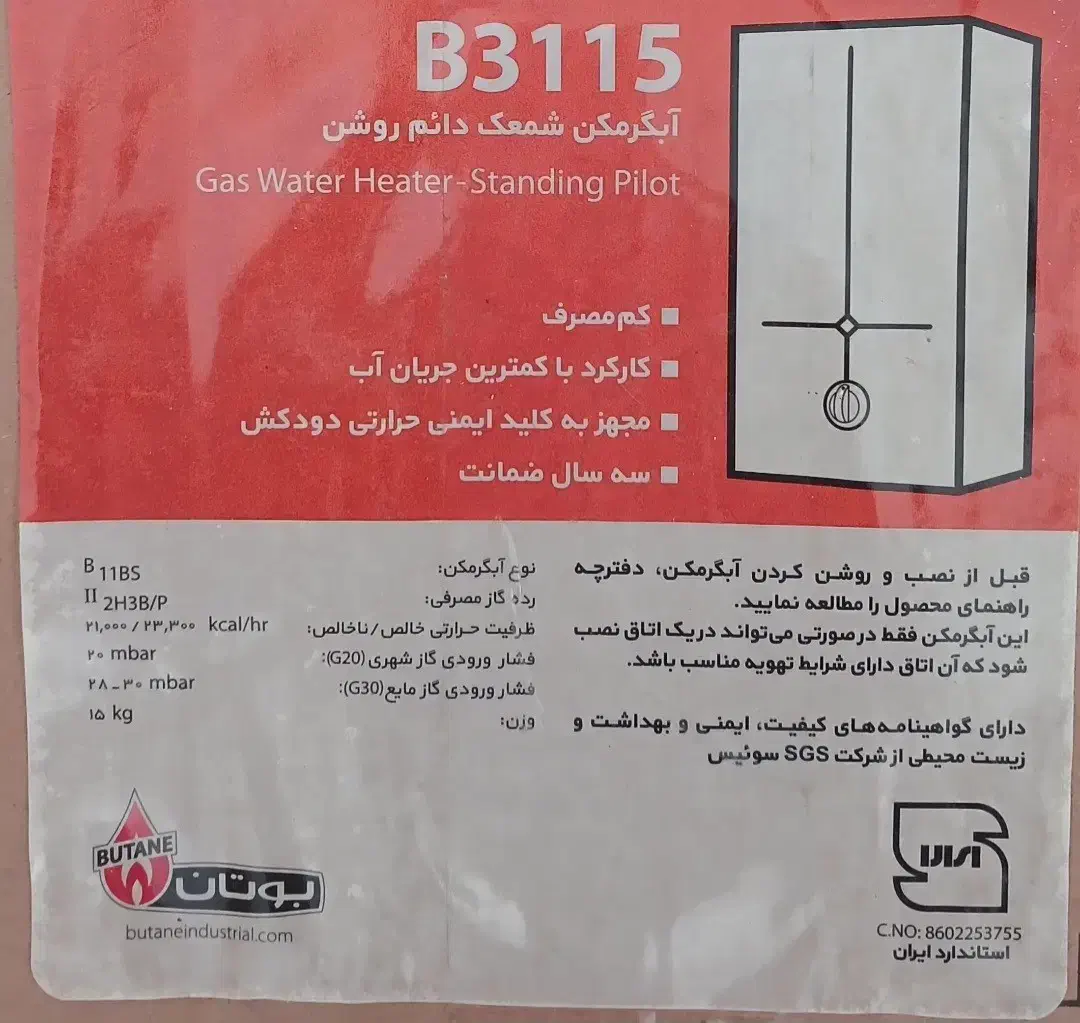 B3115
آبگرمکن شمعک دائم روشن
Gas Water Heater-Standing Pilot
کم‌مصرف
کارکرد با کمترین جریان آب
مجهز به کلید ایمنی حرارتی دودکش
سه سال ضمانت
قبل از نصب و روشن کردن آبگرمکن، دفترچه
راهنمای محصول را مطالعه نمایید.
این آبگرمکن فقط در صورتی می‌تواند در یک اتاق نصب
شود که آن اتاق دارای شرایط تهویه مناسب باشد.
دارای گواهینامه‌های کیفیت، ایمنی و بهداشت و
زیست محیطی از شرکت SGS سوئیس
نوع آبگرمکن: B 11BS
رده گاز مصرفی: II 2H3B/P
ظرفیت حرارتی خالص/ناخالص: ۲۱,۰۰۰ / ۲۳,۳۰۰ kcal/hr
فشار ورودی گاز شهری (G20): ۲۰ mbar
فشار ورودی گاز مایع(G30): ۲۸-۳۰ mbar
وزن: ۱۵ kg
BUTANE
بوتان
butaneindustrial.com
C.NO: 8602253755
استاندارد ایران